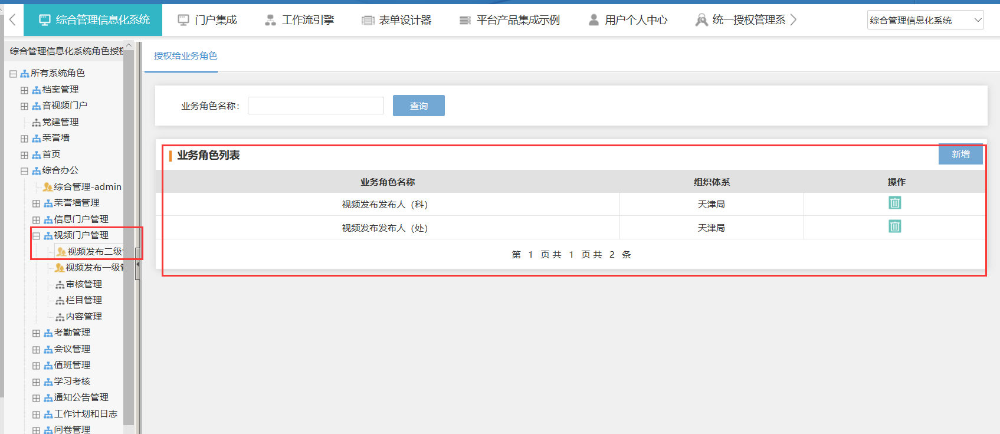 综合管理信息化系统 门户集成 工作流引擎 表单设计器 平台产品集成示例 用户个人中心 统一授权管理系 综合管理信息化系统
综合管理信息化系统角色授权
所有系统角色
档案管理
音视频门户
党建管理
荣誉墙
首页
综合办公
综合管理-admin
荣誉墙管理
信息门户管理
视频门户管理
视频发布二级
视频发布一级管
审核管理
栏目管理
内容管理
考勤管理
会议管理
值班管理
学习考核
通知公告管理
工作计划和日志
问卷管理
授权给业务角色
业务角色名称： 查询
业务角色列表 新增
业务角色名称 组织体系 操作
视频发布发布人（科） 天津局
视频发布发布人（处） 天津局
第 1 页 共 1 页 共 2 条